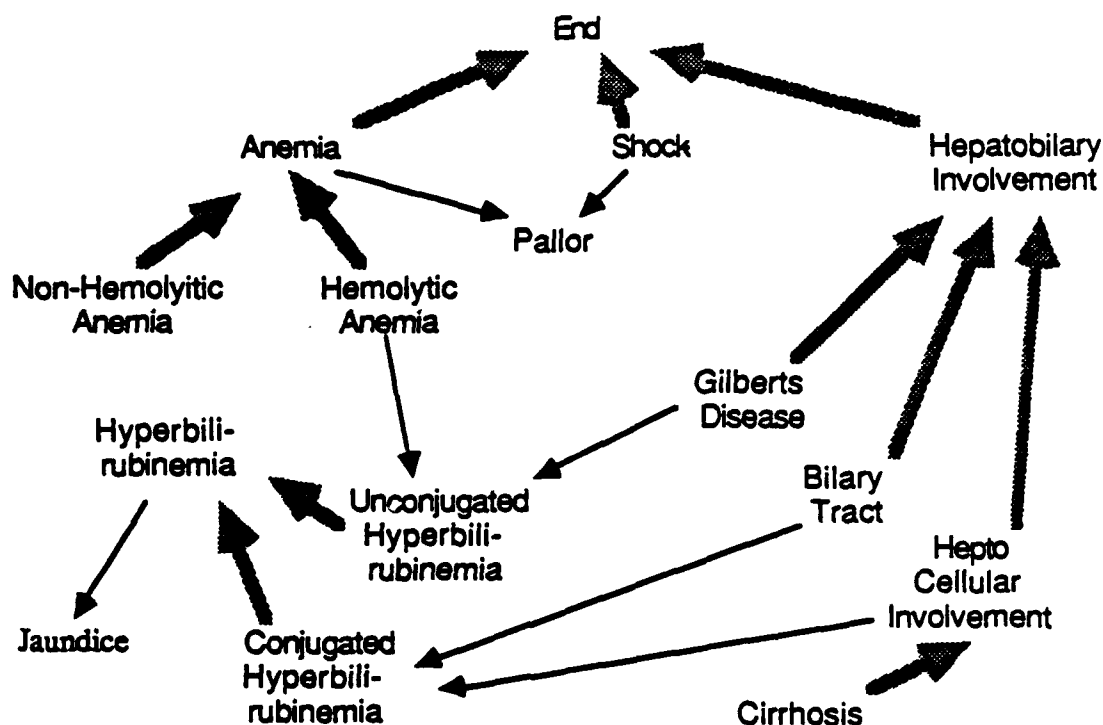 End
Anemia
Shock
Hepatobilary
Involvement
Pallor
Non-Hemolyitic
Anemia
Hemolytic
Anemia
Gilberts
Disease
Hyperbili-
rubinemia
Unconjugated
Hyperbili-
rubinemia
Bilary
Tract
Hepto
Cellular
Involvement
Jaundice
Conjugated
Hyperbili-
rubinemia
Cirrhosis